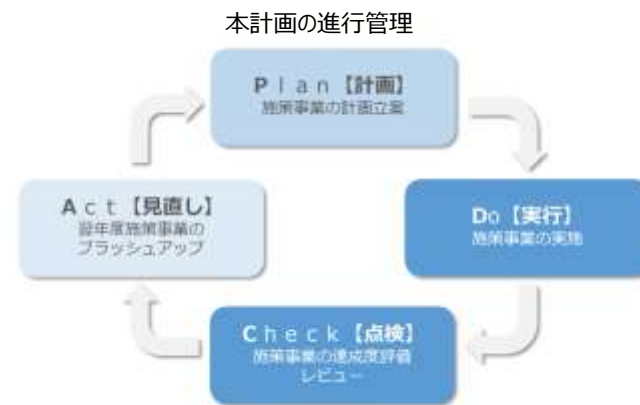 本計画の進行管理
Plan【計画】
施策事業の計画立案
Do【実行】
施策事業の実施
Check【点検】
施策事業の達成度評価
レビュー
Act【見直し】
翌年度施策事業の
ブラッシュアップ